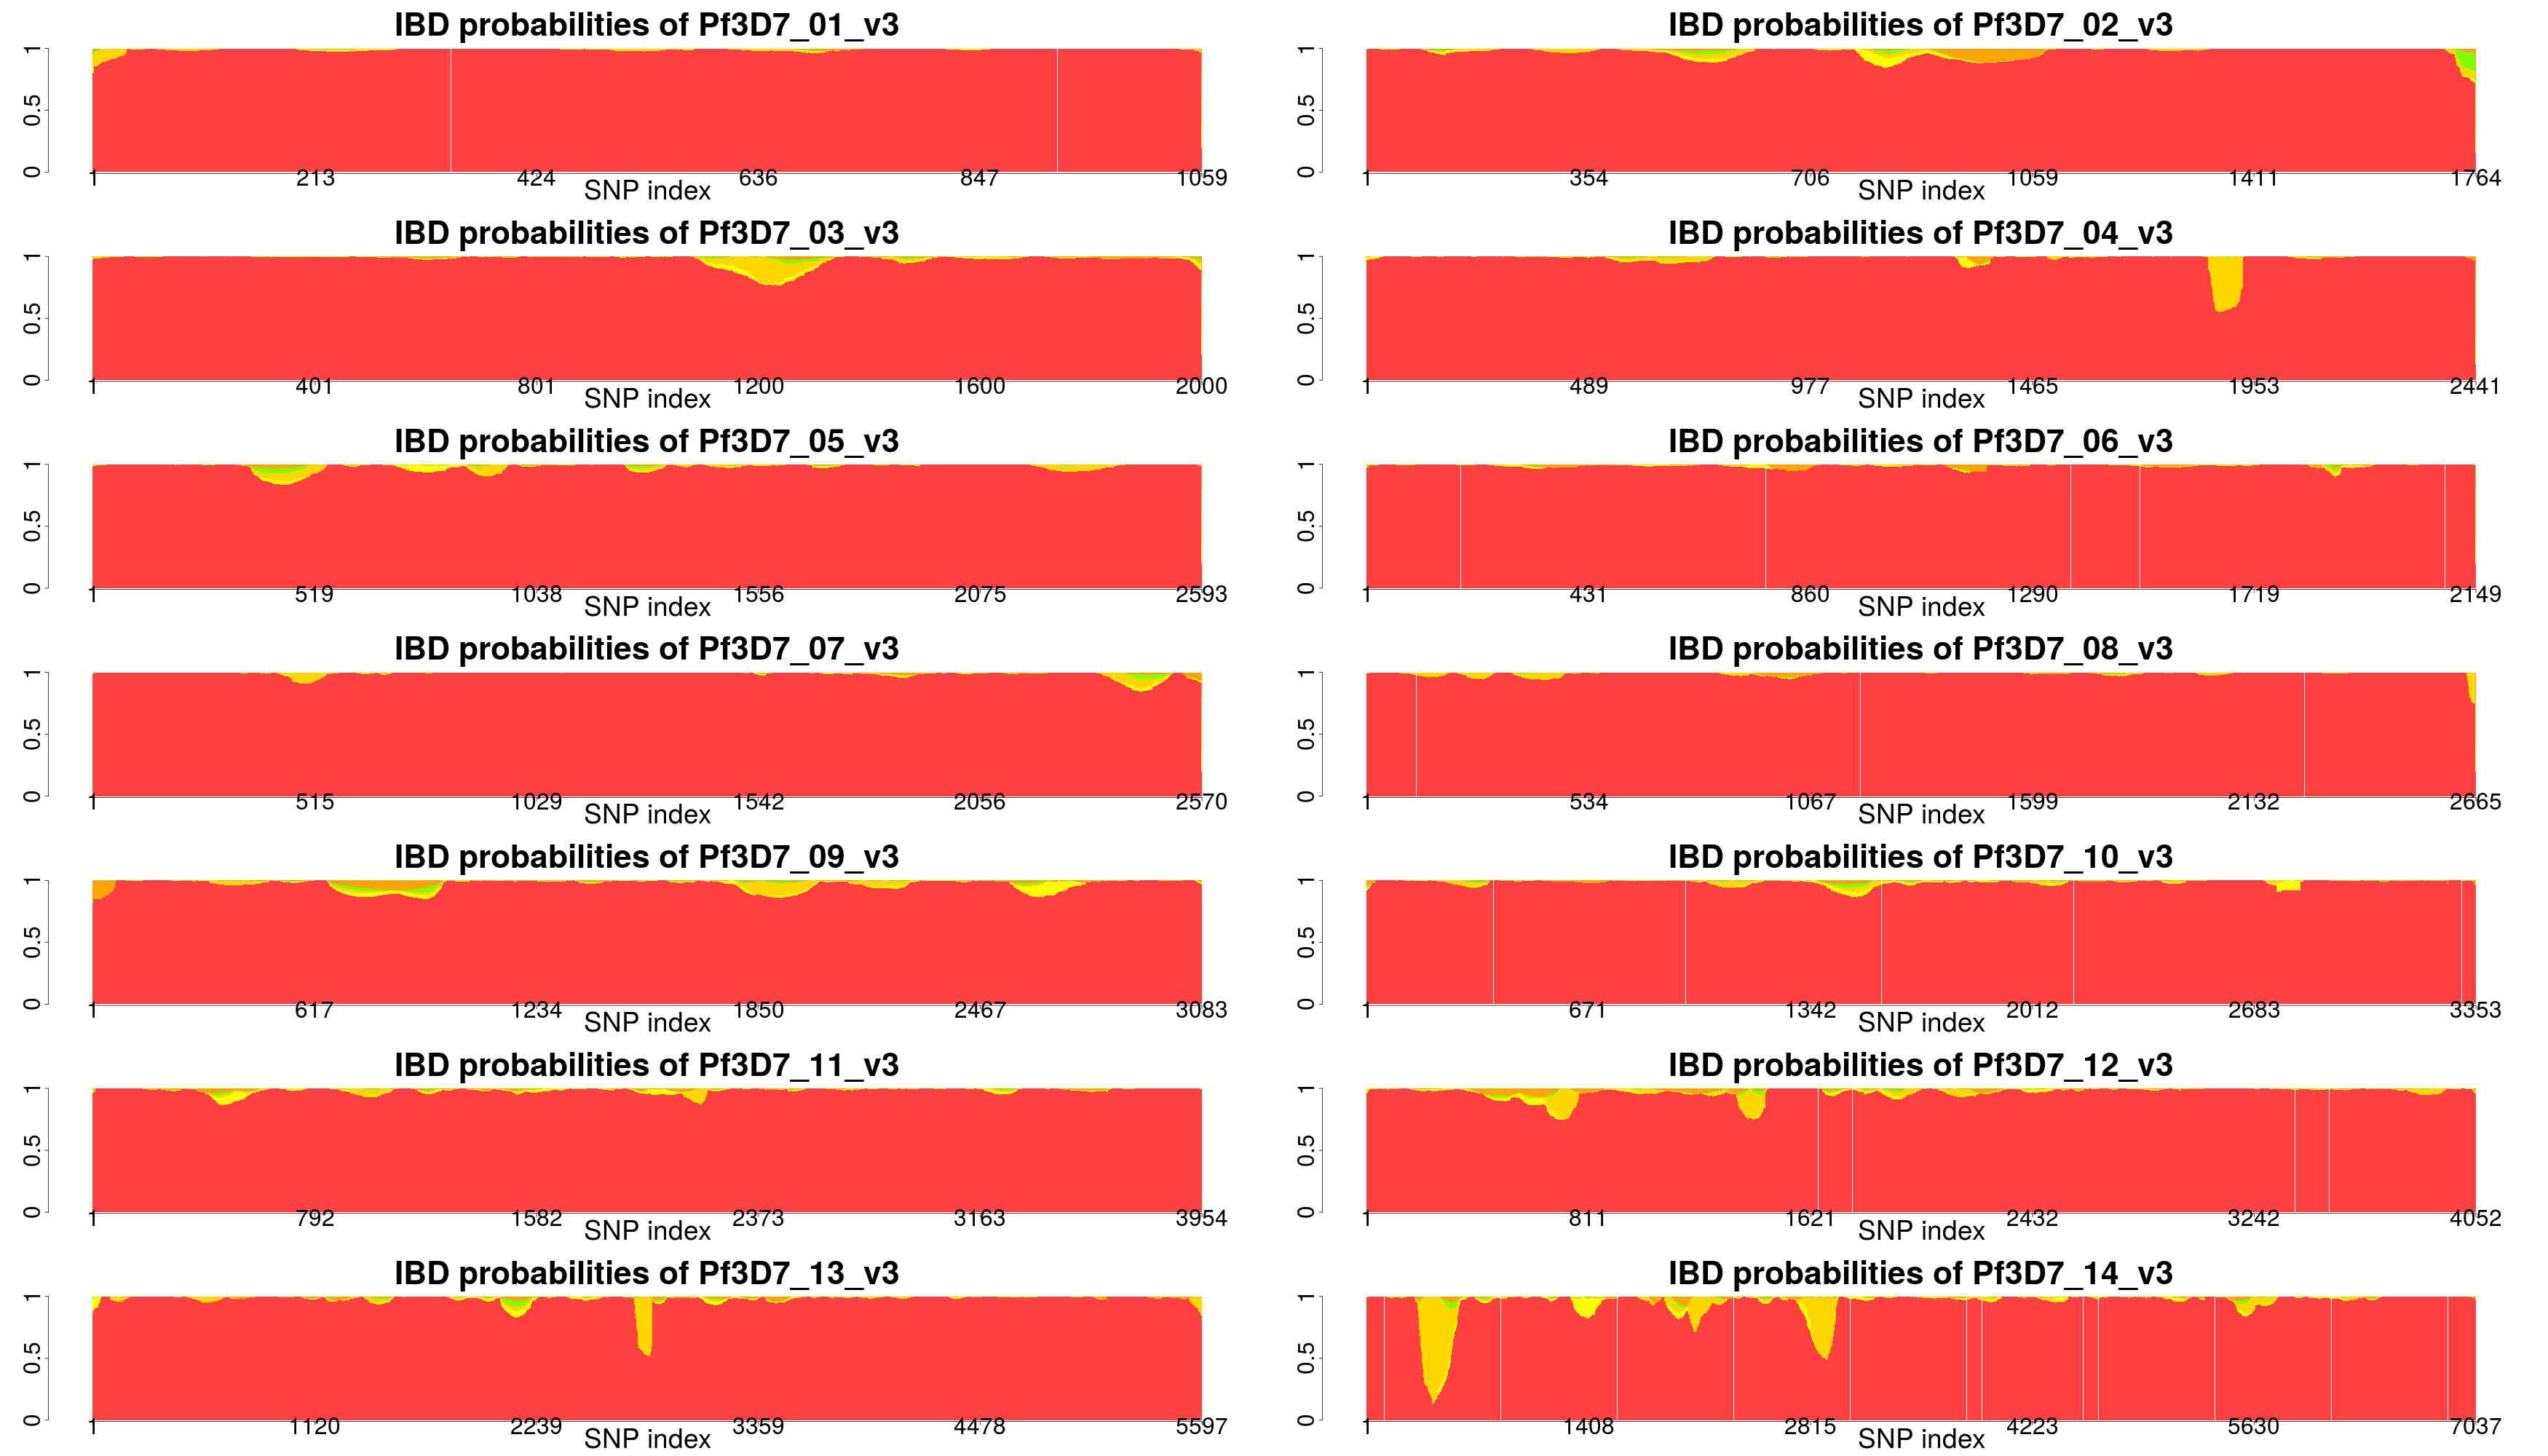 IBD probabilities of Pf3D7_01_v3
0 0.5 1
1 213 424 636 847 1059
SNP index
IBD probabilities of Pf3D7_02_v3
0 0.5 1
1 354 706 1059 1411 1764
SNP index
IBD probabilities of Pf3D7_03_v3
0 0.5 1
1 401 801 1200 1600 2000
SNP index
IBD probabilities of Pf3D7_04_v3
0 0.5 1
1 489 977 1465 1953 2441
SNP index
IBD probabilities of Pf3D7_05_v3
0 0.5 1
1 519 1038 1556 2075 2593
SNP index
IBD probabilities of Pf3D7_06_v3
0 0.5 1
1 431 860 1290 1719 2149
SNP index
IBD probabilities of Pf3D7_07_v3
0 0.5 1
1 515 1029 1542 2056 2570
SNP index
IBD probabilities of Pf3D7_08_v3
0 0.5 1
1 534 1067 1599 2132 2665
SNP index
IBD probabilities of Pf3D7_09_v3
0 0.5 1
1 617 1234 1850 2467 3083
SNP index
IBD probabilities of Pf3D7_10_v3
0 0.5 1
1 671 1342 2012 2683 3353
SNP index
IBD probabilities of Pf3D7_11_v3
0 0.5 1
1 792 1582 2373 3163 3954
SNP index
IBD probabilities of Pf3D7_12_v3
0 0.5 1
1 811 1621 2432 3242 4052
SNP index
IBD probabilities of Pf3D7_13_v3
0 0.5 1
1 1120 2239 3359 4478 5597
SNP index
IBD probabilities of Pf3D7_14_v3
0 0.5 1
1 1408 2815 4223 5630 7037
SNP index